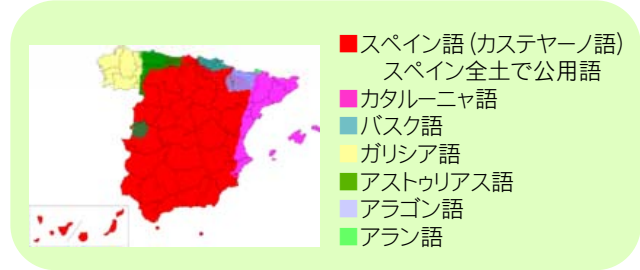 ■スペイン語(カステヤーノ語)
スペイン全土で公用語
■カタルーニャ語
■バスク語
■ガリシア語
■アストゥリアス語
■アラゴン語
■アラン語